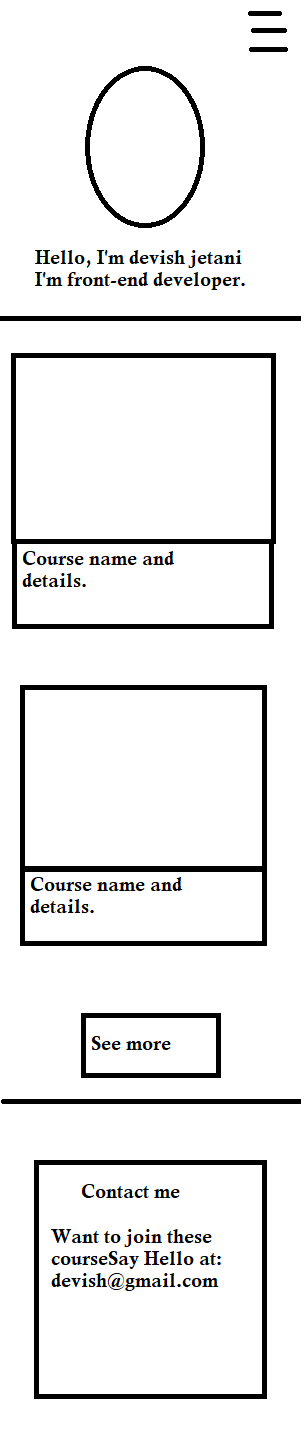 Hello, I'm devish jetani
I'm front-end developer.
Course name and
details.
Course name and
details.
See more
Contact me
Want to join these
courseSay Hello at:
devish@gmail.com